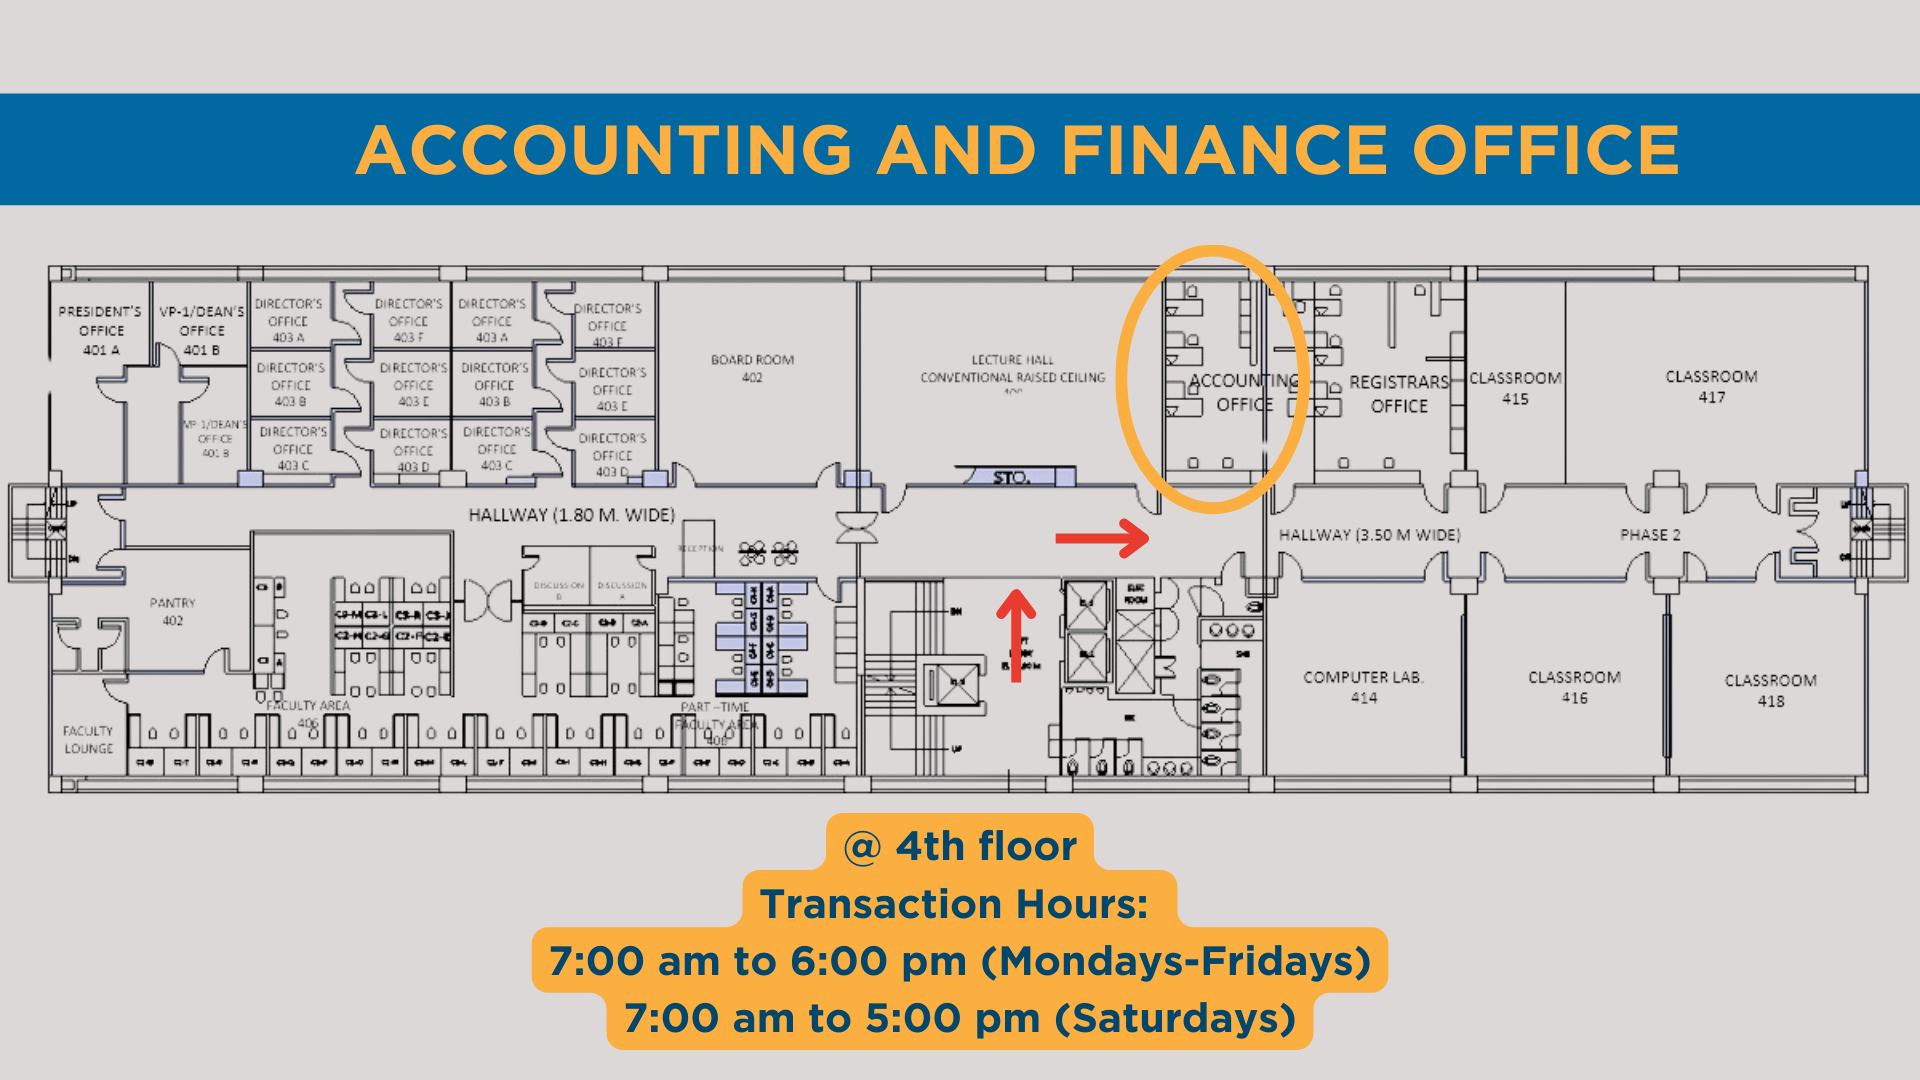 ACCOUNTING AND FINANCE OFFICE
PRESIDENT'S
OFFICE
401 A
VP-1/DEAN'S
OFFICE
401 B
VP-1/DEAN'S
OFFICE
401 B
DIRECTOR'S
OFFICE
403 A
DIRECTOR'S
OFFICE
403 B
DIRECTOR'S
OFFICE
403 C
DIRECTOR'S
OFFICE
403 F
DIRECTOR'S
OFFICE
403 E
DIRECTOR'S
OFFICE
403 D
DIRECTOR'S
OFFICE
403 A
DIRECTOR'S
OFFICE
403 B
DIRECTOR'S
OFFICE
403 C
DIRECTOR'S
OFFICE
403 F
DIRECTOR'S
OFFICE
403 E
DIRECTOR'S
OFFICE
403 D
BOARD ROOM
402
LECTURE HALL
CONVENTIONAL RAISED CEILING
STO.
ACCOUNTING
OFFICE
REGISTRARS
OFFICE
CLASSROOM
415
CLASSROOM
417
HALLWAY (1.80 M. WIDE)
RECEPTION
HALLWAY (3.50 M WIDE)
PHASE 2
PANTRY
402
DISCUSSION
B
DISCUSSION
A
ELEC
ROOM
FACULTY
LOUNGE
FACULTY AREA
406
PART-TIME
FACULTY AREA
408
COMPUTER LAB.
414
CLASSROOM
416
CLASSROOM
418
@ 4th floor
Transaction Hours:
7:00 am to 6:00 pm (Mondays-Fridays)
7:00 am to 5:00 pm (Saturdays)